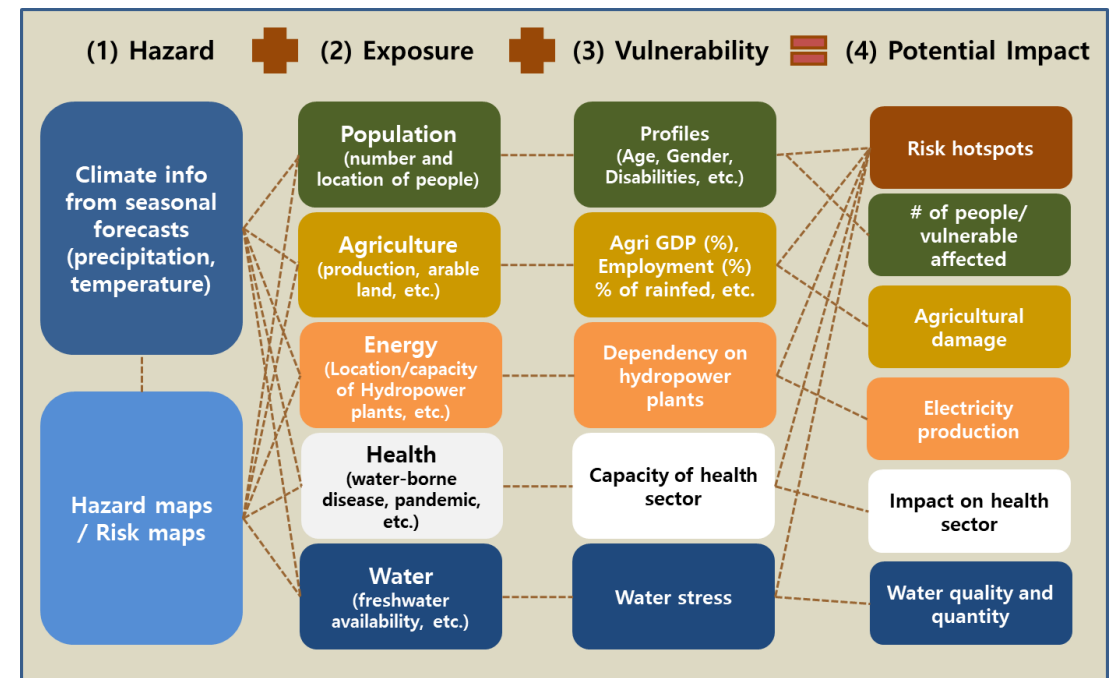 (1) Hazard
(2) Exposure
(3) Vulnerability
(4) Potential Impact
Climate info
from seasonal
forecasts
(precipitation,
temperature)
Hazard maps
/ Risk maps
Population
(number and
location of people)
Agriculture
(production, arable
land, etc.)
Energy
(Location/capacity
of Hydropower
plants, etc.)
Health
(water-borne
disease, pandemic,
etc.)
Water
(freshwater
availability, etc.)
Profiles
(Age, Gender,
Disabilities, etc.)
Agri GDP (%),
Employment (%)
% of rainfed, etc.
Dependency on
hydropower
plants
Capacity of health
sector
Water stress
Risk hotspots
# of people/
vulnerable
affected
Agricultural
damage
Electricity
production
Impact on health
sector
Water quality and
quantity